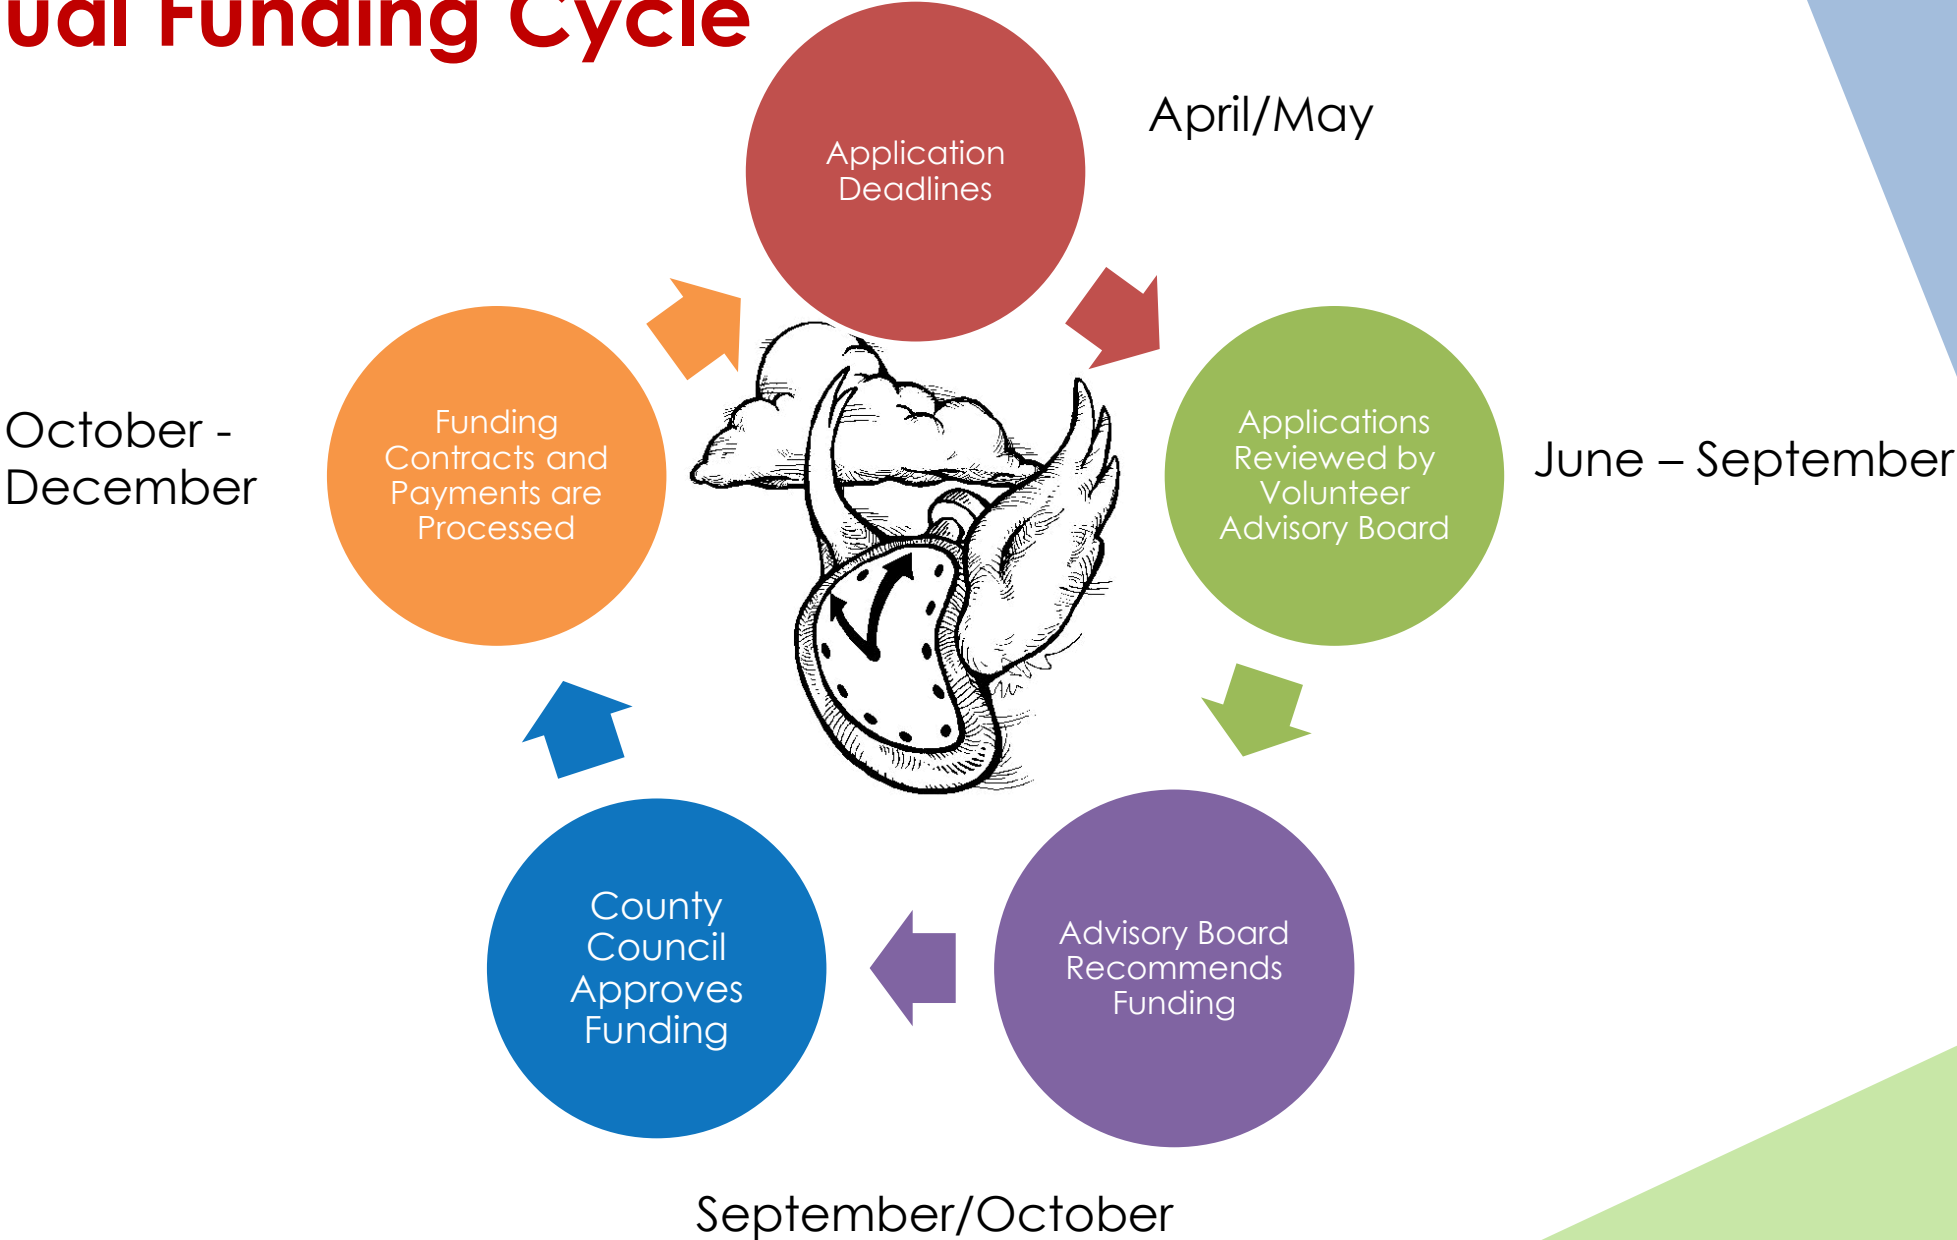 ual Funding Cycle
Application
Deadlines
April/May
Applications
Reviewed by
Volunteer
Advisory Board
June – September
Advisory Board
Recommends
Funding
September/October
County
Council
Approves
Funding
Funding
Contracts and
Payments are
Processed
October -
December